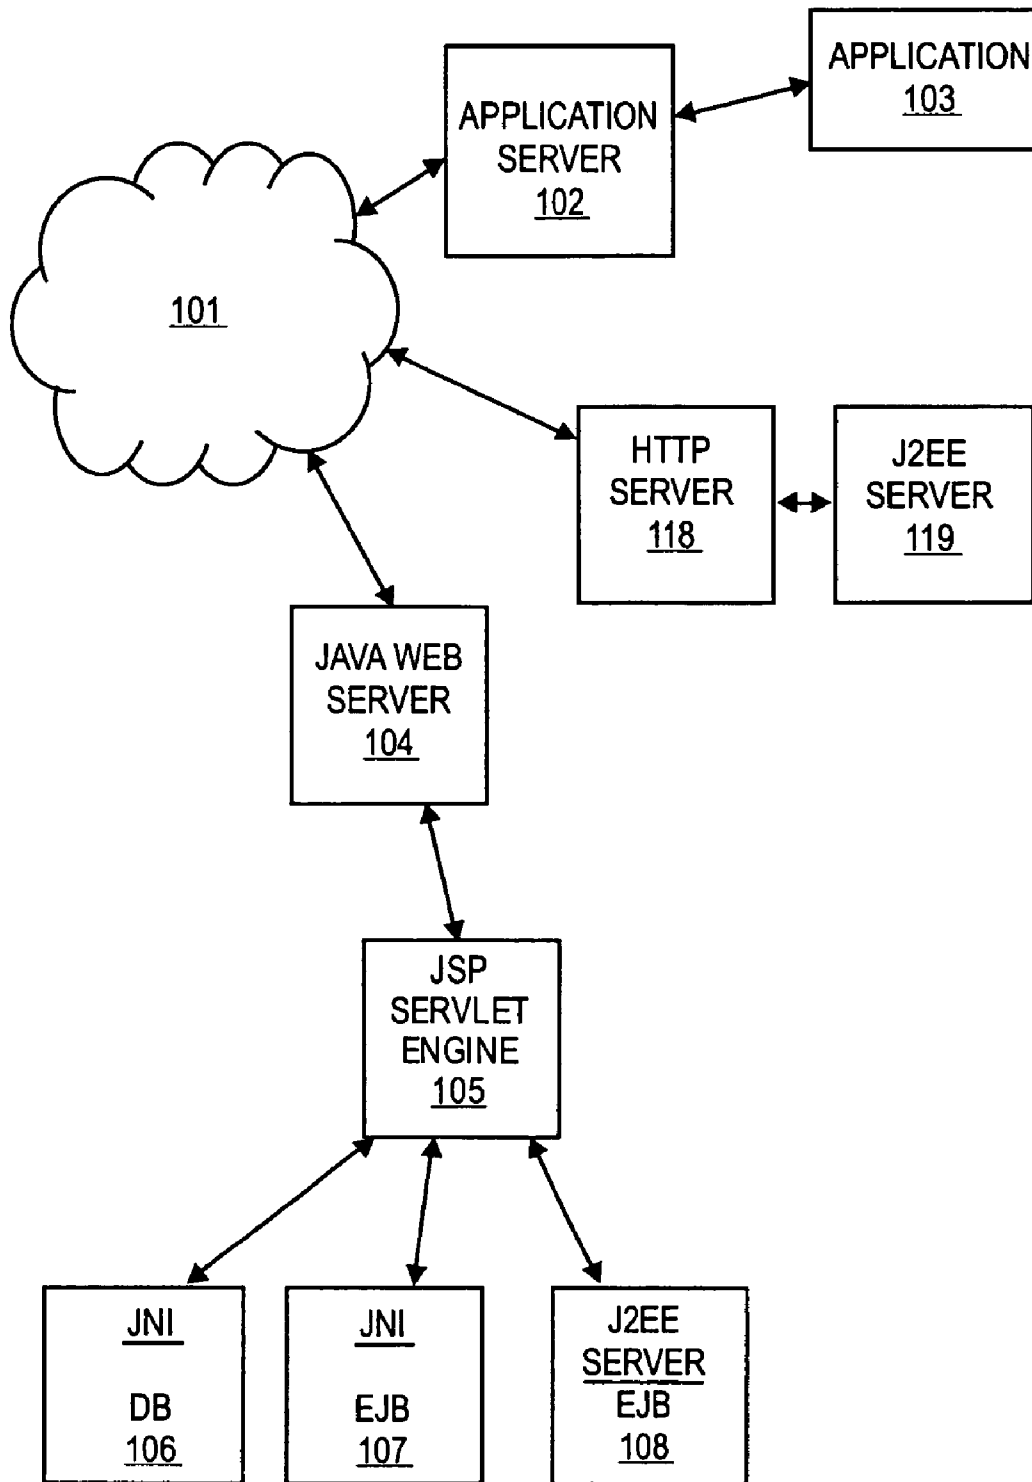 APPLICATION
103
APPLICATION
SERVER
102
101
HTTP
SERVER
118
J2EE
SERVER
119
JAVA WEB
SERVER
104
JSP
SERVLET
ENGINE
105
JNI
DB
106
JNI
EJB
107
J2EE
SERVER
EJB
108